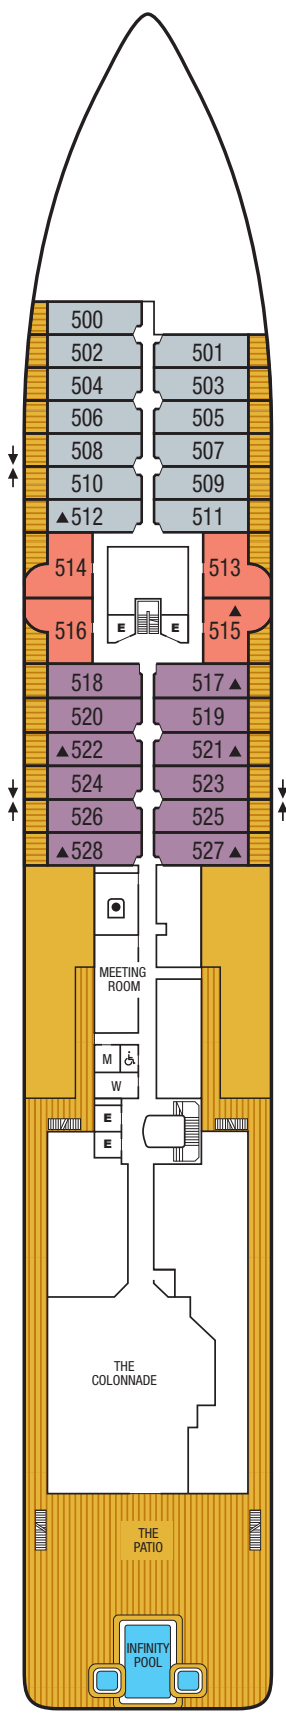 500
502 501
504 503
506 505
508 507
510 509
▲512 511
514 513
516 ▲515
E E
518 517▲
520 519
▲522 521▲
524 523
526 525
▲528 527▲
MEETING
ROOM
M
W
E
E
THE
COLONNADE
THE
PATIO
INFINITY
POOL